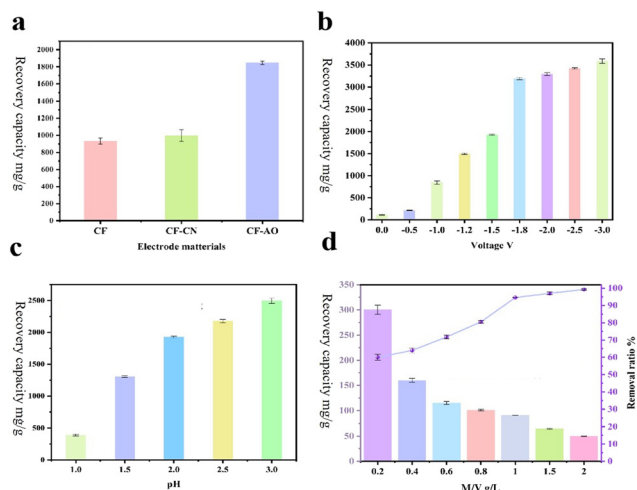 a
Recovery capacity mg/g
2000
1800
1600
1400
1200
1000
800
600
400
200
0
CF CF-CN CF-AO
Electrode matterials
b
Recovery capacity mg/g
4000
3500
3000
2500
2000
1500
1000
500
0
0.0 -0.5 -1.0 -1.2 -1.5 -1.8 -2.0 -2.5 -3.0
Voltage V
c
Recovery capacity mg/g
2500
2000
1500
1000
500
0
1.0 1.5 2.0 2.5 3.0
pH
d
Recovery capacity mg/g
350
300
250
200
150
100
50
0
0.2 0.4 0.6 0.8 1 1.5 2
M/V g/L
100
90
80
70
60
50
40
30
20
10
0
Removal ratio %